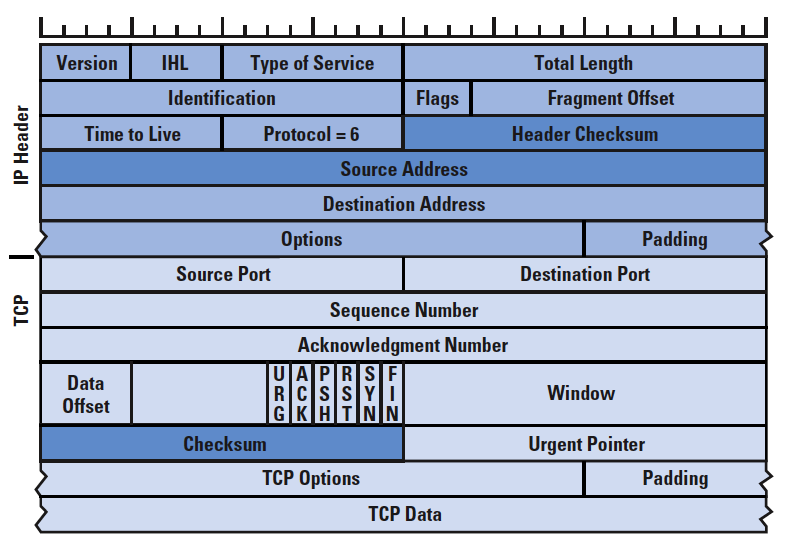 Version IHL Type of Service Total Length
Identification Flags Fragment Offset
Time to Live Protocol = 6 Header Checksum
Source Address
Destination Address
Options Padding
IP Header
Source Port Destination Port
Sequence Number
Acknowledgment Number
Data Offset URG ACK PSH RST SYN FIN Window
Checksum Urgent Pointer
TCP Options Padding
TCP Data
TCP